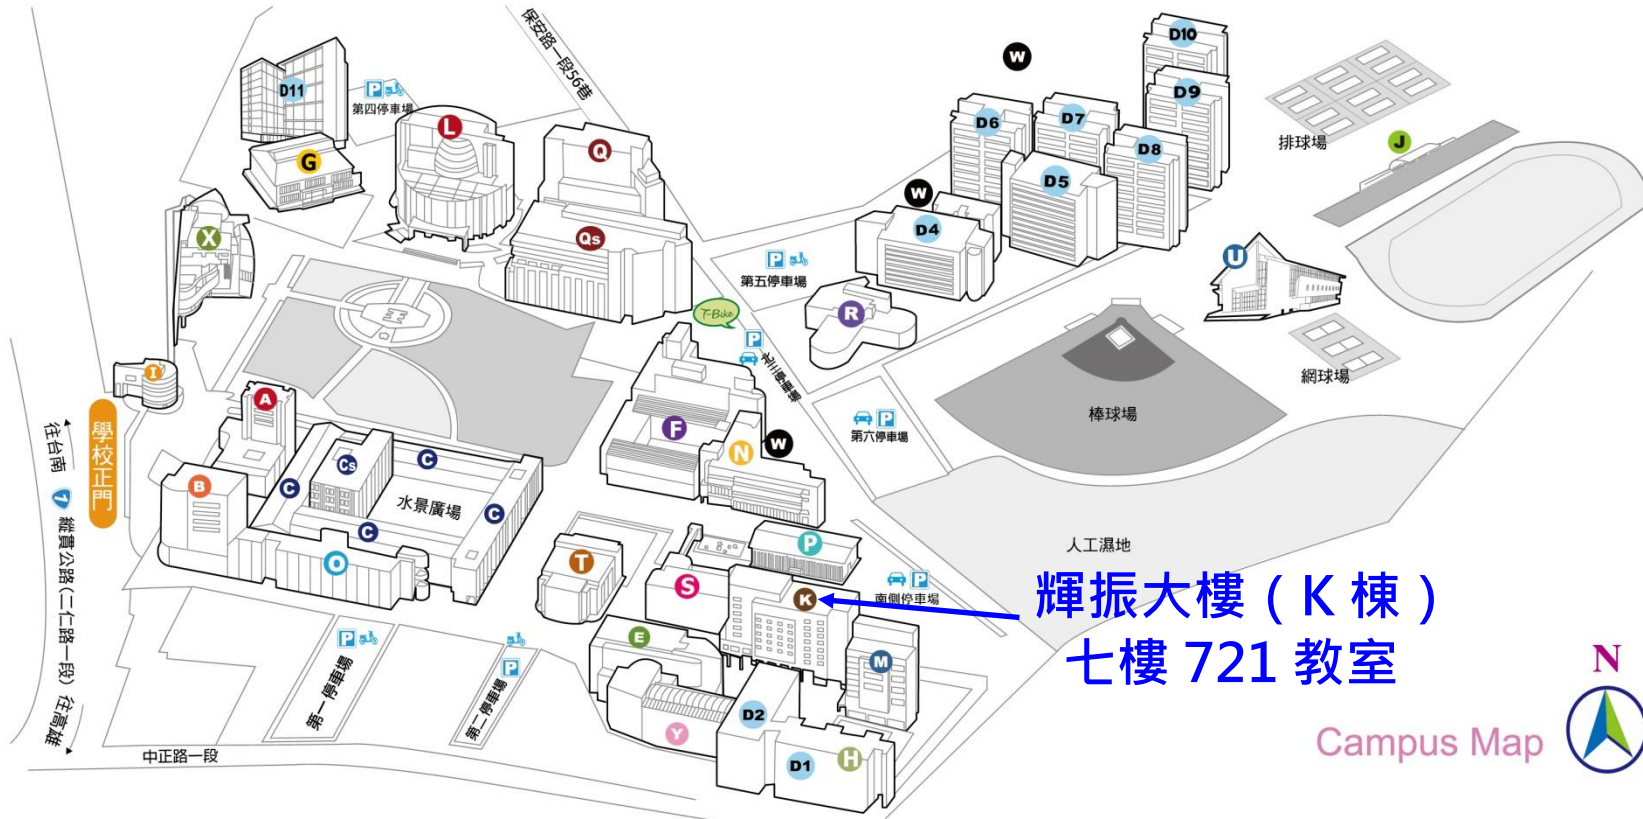 保安路一段56巷
D10
W
D11
P
第四停車場
D9
排球場
L
D6
D7
J
Q
D8
G
D5
W
X
Qs
D4
U
P
第五停車場
T-Bike
R
P
北三停車場
網球場
I
A
棒球場
學校正門
往台南
1
縱貫公路(二仁路一段)
往高雄
F
P
第六停車場
N
W
B
Cs
C
C
水景廣場
C
C
O
T
P
人工濕地
S
K
P
南側停車場
輝振大樓（K 棟）
七樓 721 教室
E
M
P
第一停車場
P
第二停車場
N
D2
Y
Campus Map
中正路一段
D1
H